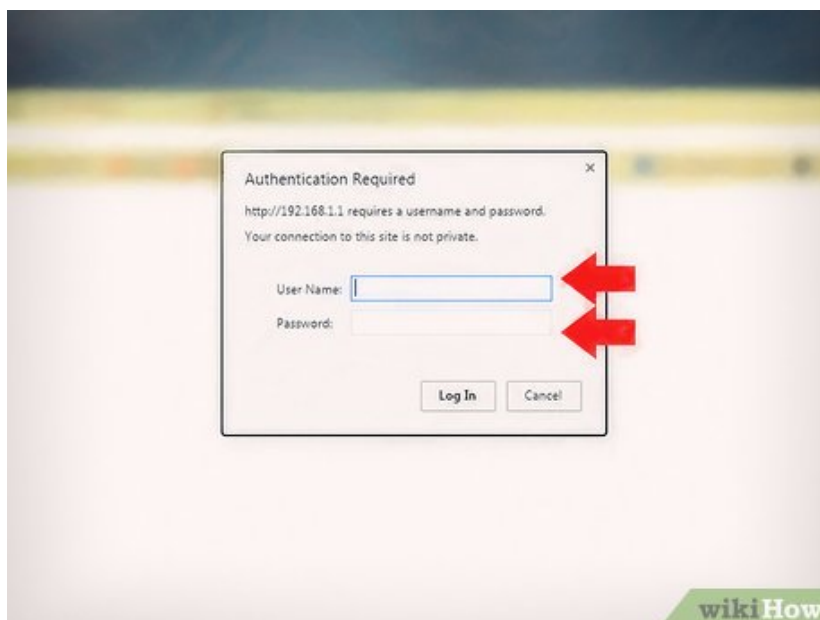 Authentication Required
×
http://192.168.1.1 requires a username and password.
Your connection to this site is not private.
User Name:
Password:
Log In
Cancel
wikiHow